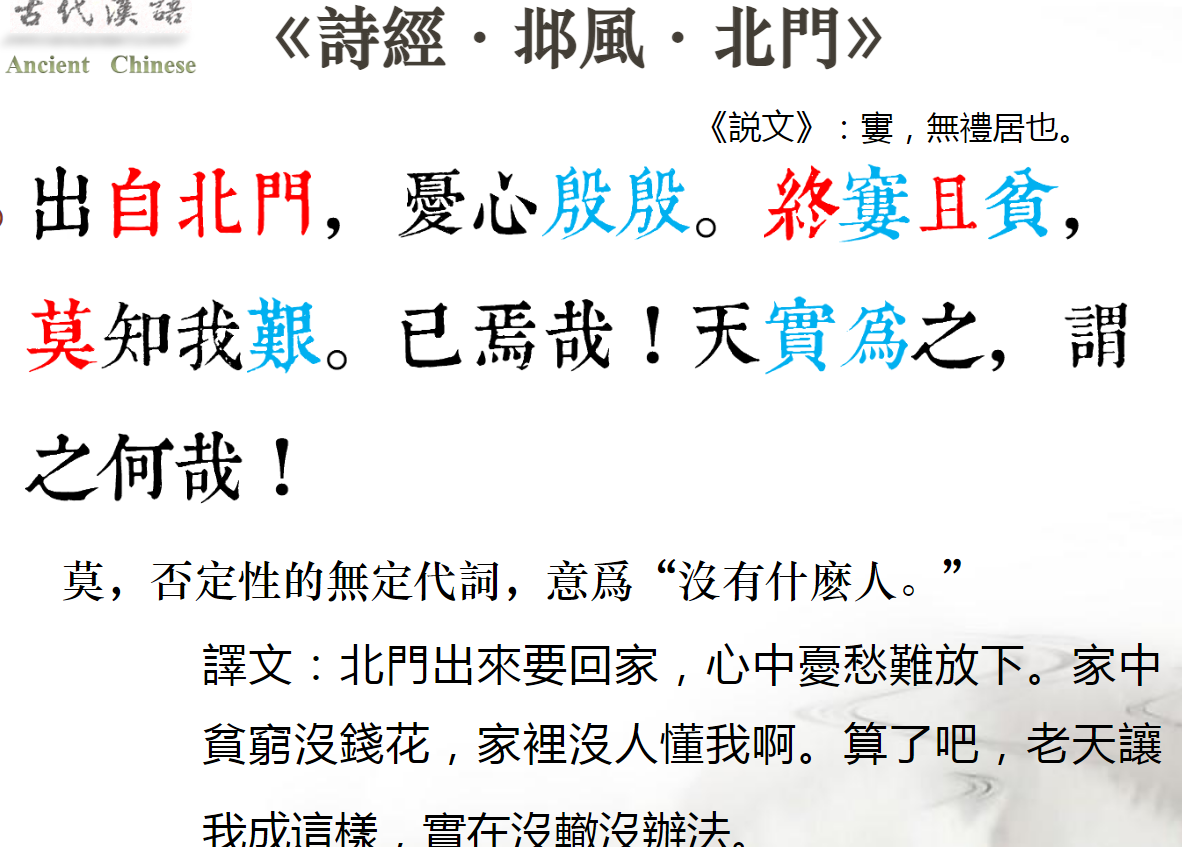 古代漢語
Ancient Chinese
《詩經·邶風·北門》
《説文》：寠，無禮居也。
出自北門，憂心殷殷。終窶且貧，
莫知我艱。已焉哉！天實爲之，謂
之何哉！
莫，否定性的無定代詞，意爲“沒有什麽人。”
譯文：北門出來要回家，心中憂愁難放下。家中
貧窮沒錢花，家裡沒人懂我啊。算了吧，老天讓
我成這樣，實在沒轍沒辦法。